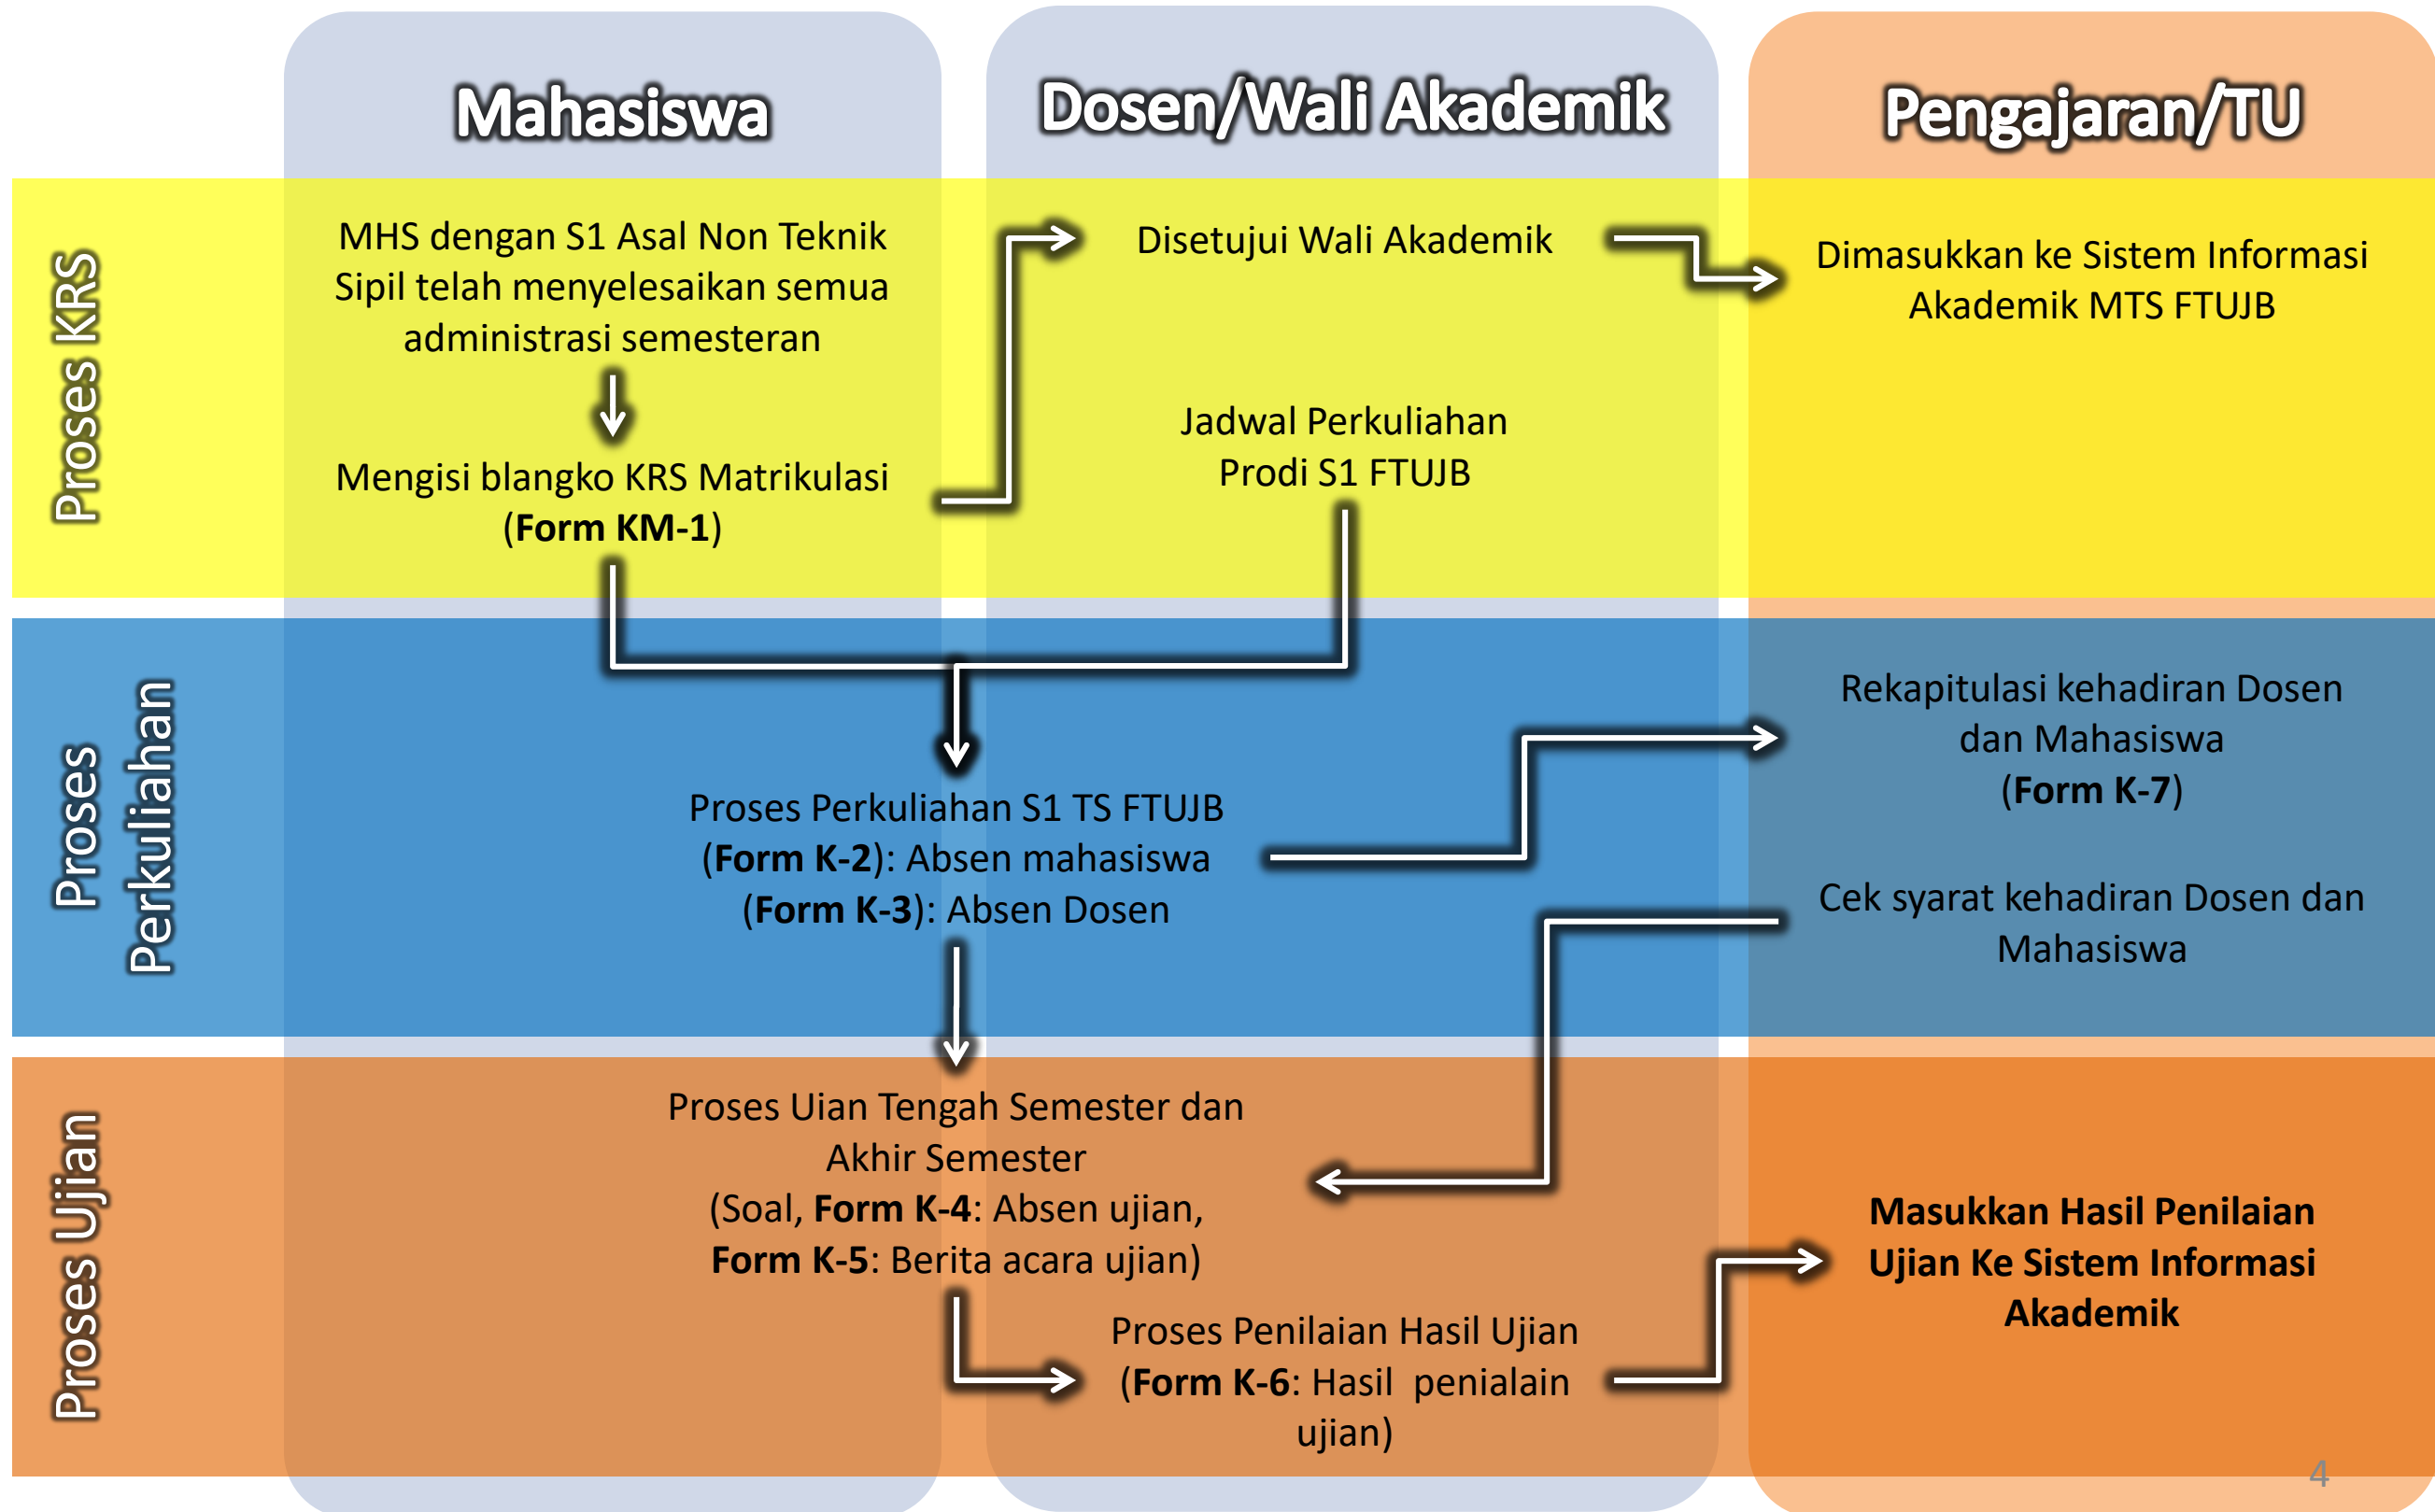 Mahasiswa
Dosen/Wali Akademik
Pengajaran/TU
Proses KRS
MHS dengan S1 Asal Non Teknik
Sipil telah menyelesaikan semua
administrasi semesteran
Mengisi blangko KRS Matrikulasi
(Form KM-1)
Disetujui Wali Akademik
Jadwal Perkuliahan
Prodi S1 FTUJB
Dimasukkan ke Sistem Informasi
Akademik MTS FTUJB
Proses
Perkuliahan
Proses Perkuliahan S1 TS FTUJB
(Form K-2): Absen mahasiswa
(Form K-3): Absen Dosen
Rekapitulasi kehadiran Dosen
dan Mahasiswa
(Form K-7)
Cek syarat kehadiran Dosen dan
Mahasiswa
Proses Ujian
Proses Uian Tengah Semester dan
Akhir Semester
(Soal, Form K-4: Absen ujian,
Form K-5: Berita acara ujian)
Proses Penilaian Hasil Ujian
(Form K-6: Hasil  penialain
ujian)
Masukkan Hasil Penilaian
Ujian Ke Sistem Informasi
Akademik
4